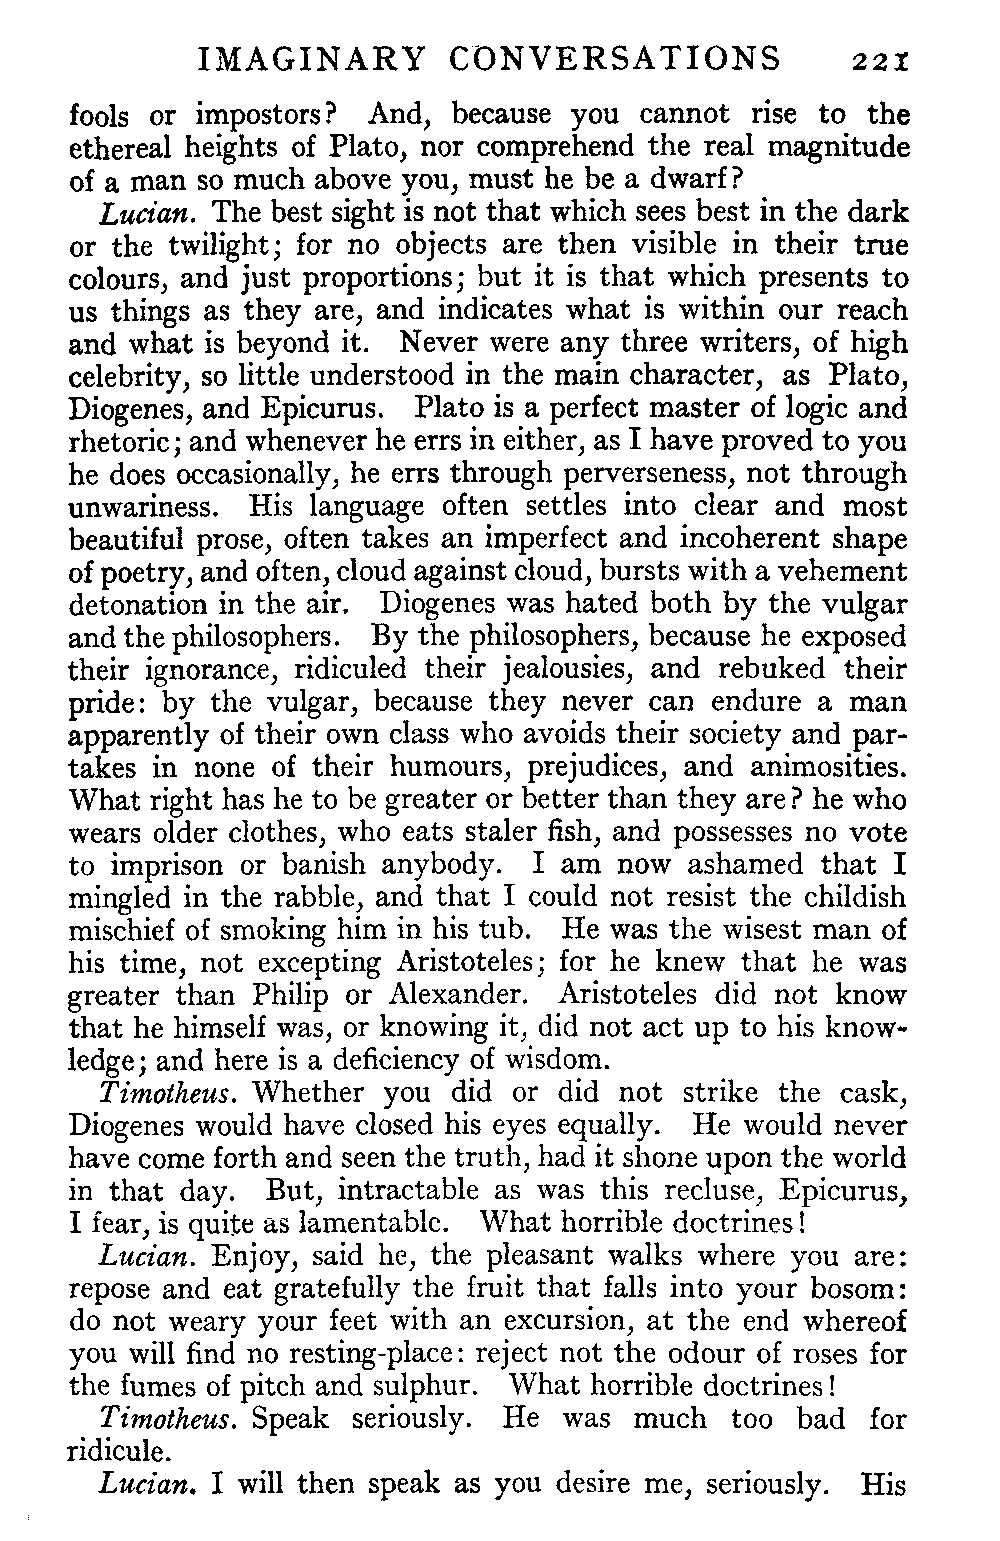 IMAGINARY CONVERSATIONS 221
fools or impostors? And, because you cannot rise to the
ethereal heights of Plato, nor comprehend the real magnitude
of a man so much above you, must he be a dwarf?
Lucian. The best sight is not that which sees best in the dark
or the twilight; for no objects are then visible in their true
colours, and just proportions; but it is that which presents to
us things as they are, and indicates what is within our reach
and what is beyond it. Never were any three writers, of high
celebrity, so little understood in the main character, as Plato,
Diogenes, and Epicurus. Plato is a perfect master of logic and
rhetoric; and whenever he errs in either, as I have proved to you
he does occasionally, he errs through perverseness, not through
unwariness. His language often settles into clear and most
beautiful prose, often takes an imperfect and incoherent shape
of poetry, and often, cloud against cloud, bursts with a vehement
detonation in the air. Diogenes was hated both by the vulgar
and the philosophers. By the philosophers, because he exposed
their ignorance, ridiculed their jealousies, and rebuked their
pride: by the vulgar, because they never can endure a man
apparently of their own class who avoids their society and par-
takes in none of their humours, prejudices, and animosities.
What right has he to be greater or better than they are? he who
wears older clothes, who eats staler fish, and possesses no vote
to imprison or banish anybody. I am now ashamed that I
mingled in the rabble, and that I could not resist the childish
mischief of smoking him in his tub. He was the wisest man of
his time, not excepting Aristoteles; for he knew that he was
greater than Philip or Alexander. Aristoteles did not know
that he himself was, or knowing it, did not act up to his know-
ledge; and here is a deficiency of wisdom.
Timotheus. Whether you did or did not strike the cask,
Diogenes would have closed his eyes equally. He would never
have come forth and seen the truth, had it shone upon the world
in that day. But, intractable as was this recluse, Epicurus,
I fear, is quite as lamentable. What horrible doctrines!
Lucian. Enjoy, said he, the pleasant walks where you are:
repose and eat gratefully the fruit that falls into your bosom:
do not weary your feet with an excursion, at the end whereof
you will find no resting-place: reject not the odour of roses for
the fumes of pitch and sulphur. What horrible doctrines!
Timotheus. Speak seriously. He was much too bad for
ridicule.
Lucian. I will then speak as you desire me, seriously. His